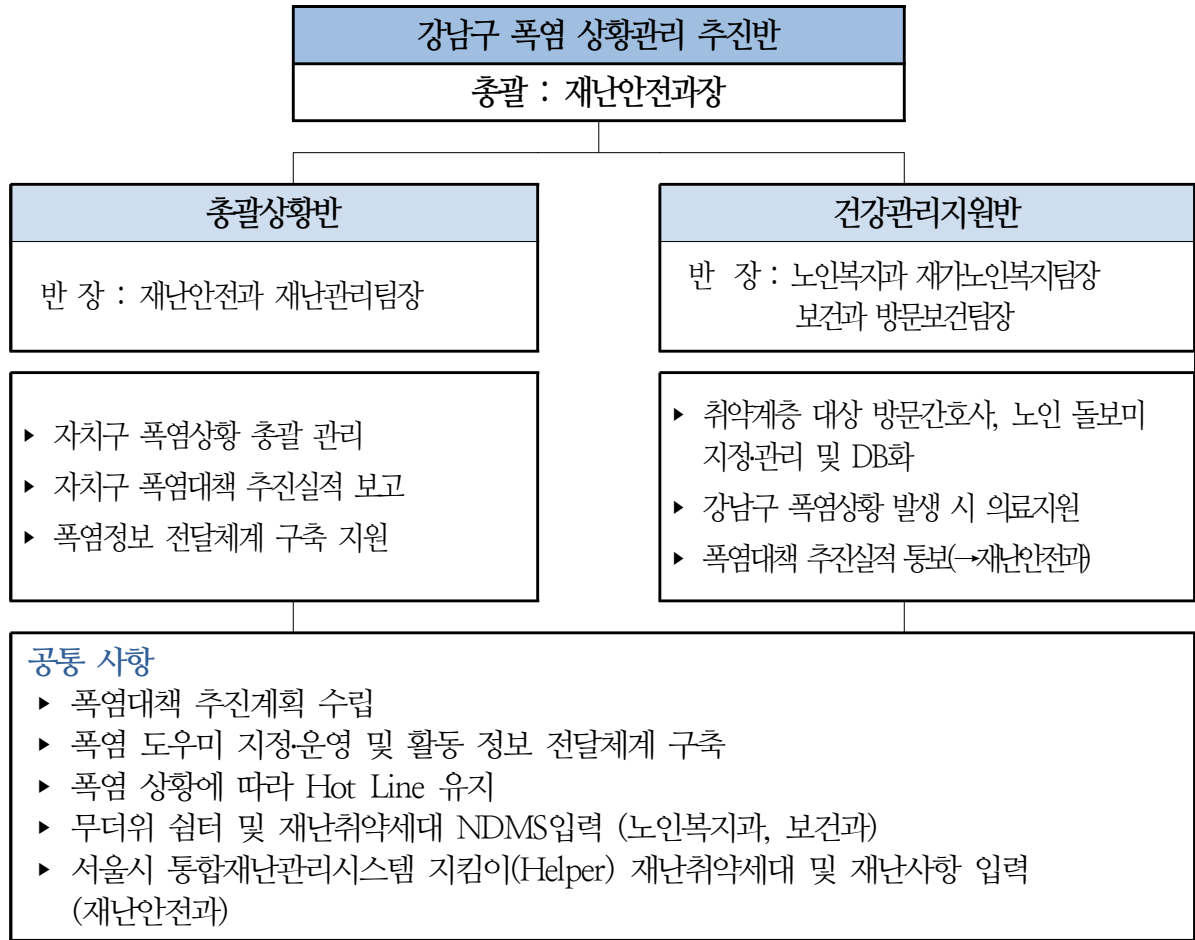 강남구 폭염 상황관리 추진반
총괄 : 재난안전과장
총괄상황반
반 장 : 재난안전과 재난관리팀장
▸ 자치구 폭염상황 총괄 관리
▸ 자치구 폭염대책 추진실적 보고
▸ 폭염정보 전달체계 구축 지원
건강관리지원반
반 장 : 노인복지과 재가노인복지팀장
보건과 방문보건팀장
▸ 취약계층 대상 방문간호사, 노인 돌보미
지정·관리 및 DB화
▸ 강남구 폭염상황 발생 시 의료지원
▸ 폭염대책 추진실적 통보(→재난안전과)
공통 사항
▸ 폭염대책 추진계획 수립
▸ 폭염 도우미 지정·운영 및 활동 정보 전달체계 구축
▸ 폭염 상황에 따라 Hot Line 유지
▸ 무더위 쉼터 및 재난취약세대 NDMS입력 (노인복지과, 보건과)
▸ 서울시 통합재난관리시스템 지킴이(Helper) 재난취약세대 및 재난사항 입력
(재난안전과)